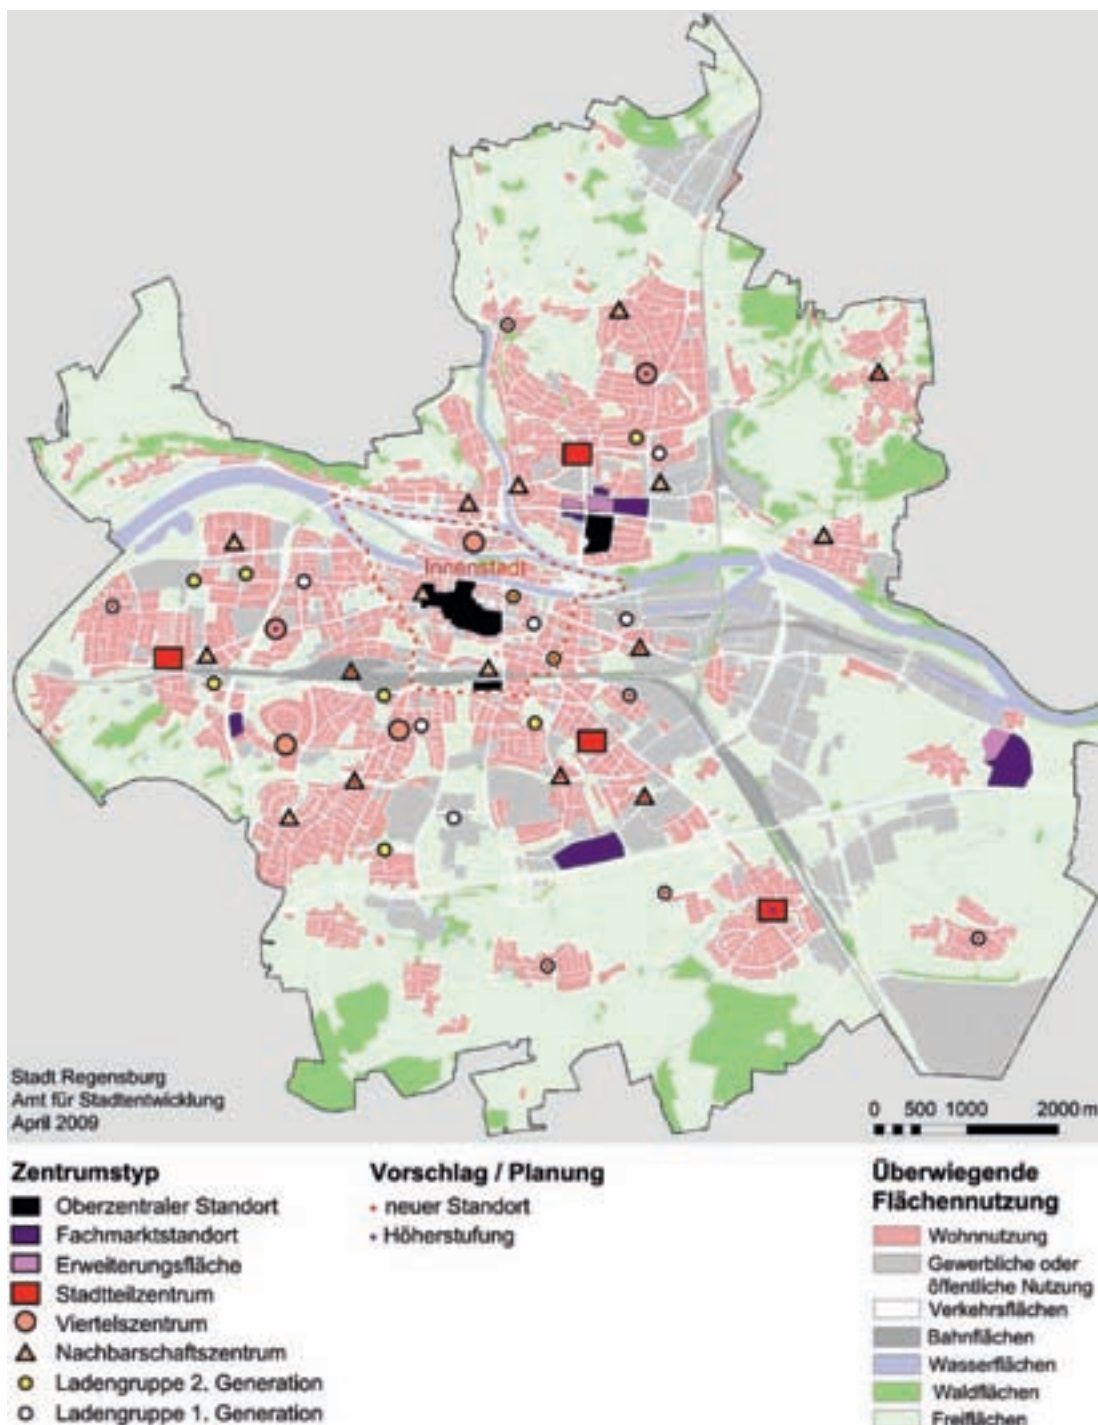 Innenstadt
Stadt Regensburg
Amt für Stadtentwicklung
April 2009
0 500 1000 2000 m
Zentrumstyp
Oberzentraler Standort
Fachmarktstandort
Erweiterungsfläche
Stadtteilzentrum
Viertelszentrum
Nachbarschaftszentrum
Ladengruppe 2. Generation
Ladengruppe 1. Generation
Vorschlag / Planung
neuer Standort
Höherstufung
Überwiegende
Flächennutzung
Wohnnutzung
Gewerbliche oder
öffentliche Nutzung
Verkehrsflächen
Bahnflächen
Wasserflächen
Waldflächen
Freiflächen